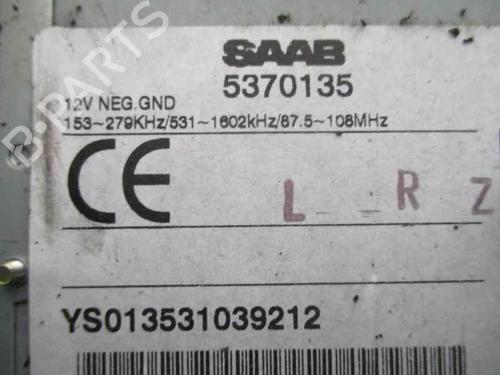 SAAB
5370135
12V NEG.GND
153~279KHz/531~1602kHz/87.5~108MHz
CE
L R Z
YS013531039212
B-PARTS